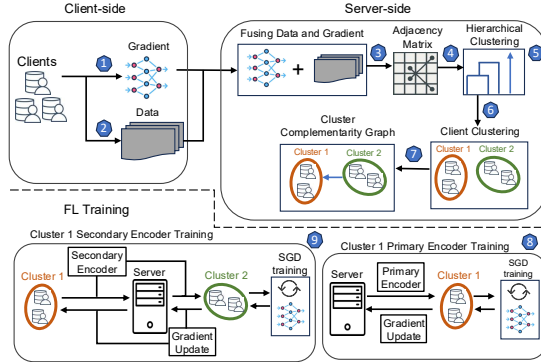 Client-side
Server-side
Clients
1
Gradient
2
Data
Fusing Data and Gradient
3
Adjacency
Matrix
4
Hierarchical
Clustering
5
6
Cluster
Complementarity Graph
Cluster 1
Cluster 2
7
Client Clustering
Cluster 1
Cluster 2
FL Training
Cluster 1 Secondary Encoder Training
9
Secondary
Encoder
Cluster 1
Server
Cluster 2
SGD
training
Gradient
Update
Cluster 1 Primary Encoder Training
8
Server
Primary
Encoder
Cluster 1
SGD
training
Gradient
Update